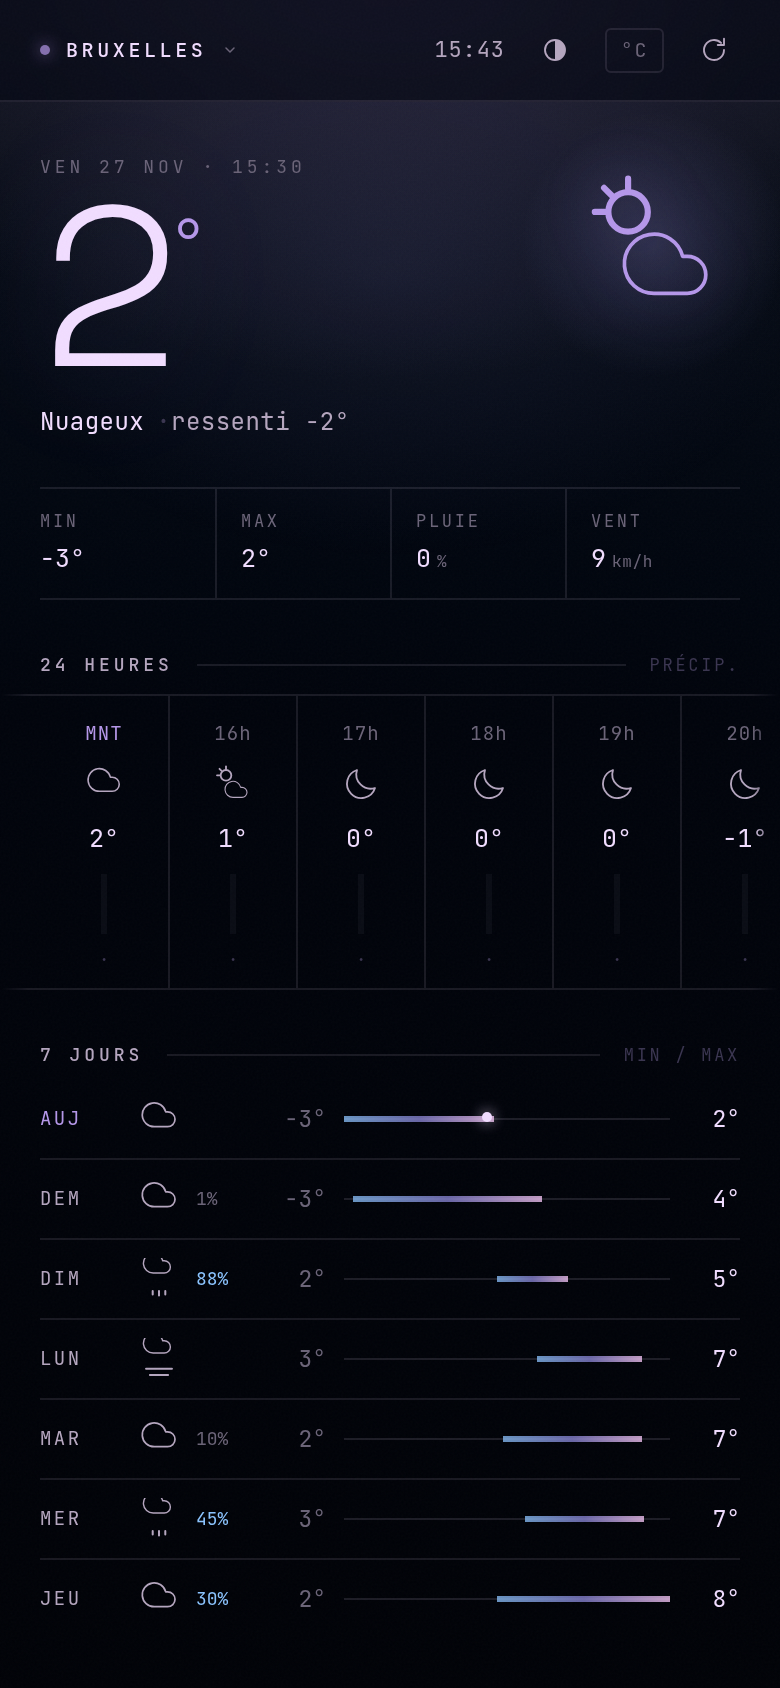 BRUXELLES 15:43 °C
VEN 27 NOV · 15:30
2°
Nuageux ·ressenti -2°
MIN MAX PLUIE VENT
-3° 2° 0 % 9 km/h
24 HEURES PRÉCIP.
MNT 16h 17h 18h 19h 20h
2° 1° 0° 0° 0° -1°
· · · · · ·
7 JOURS MIN / MAX
AUJ -3° 2°
DEM 1% -3° 4°
DIM 88% 2° 5°
LUN 3° 7°
MAR 10% 2° 7°
MER 45% 3° 7°
JEU 30% 2° 8°